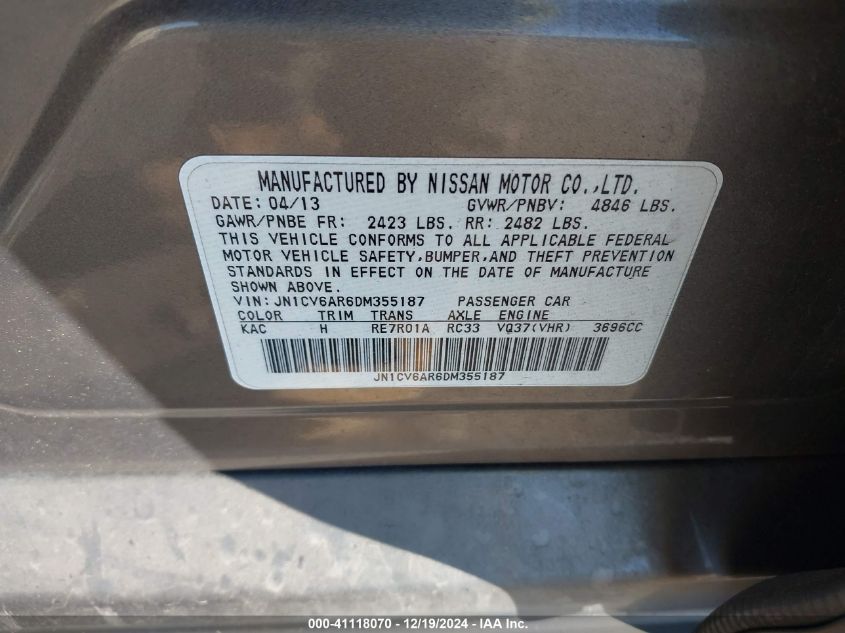 MANUFACTURED BY NISSAN MOTOR CO.,LTD.
DATE: 04/13 GVWR/PNBV: 4846 LBS.
GAWR/PNBE FR: 2423 LBS. RR: 2482 LBS.
THIS VEHICLE CONFORMS TO ALL APPLICABLE FEDERAL
MOTOR VEHICLE SAFETY,BUMPER,AND THEFT PREVENTION
STANDARDS IN EFFECT ON THE DATE OF MANUFACTURE
SHOWN ABOVE.
VIN: JN1CV6AR6DM355187 PASSENGER CAR
COLOR TRIM TRANS AXLE ENGINE
KAC H RE7R01A RC33 VQ37(VHR) 3696CC
JN1CV6AR6DM355187
000-41118070 - 12/19/2024 - IAA.